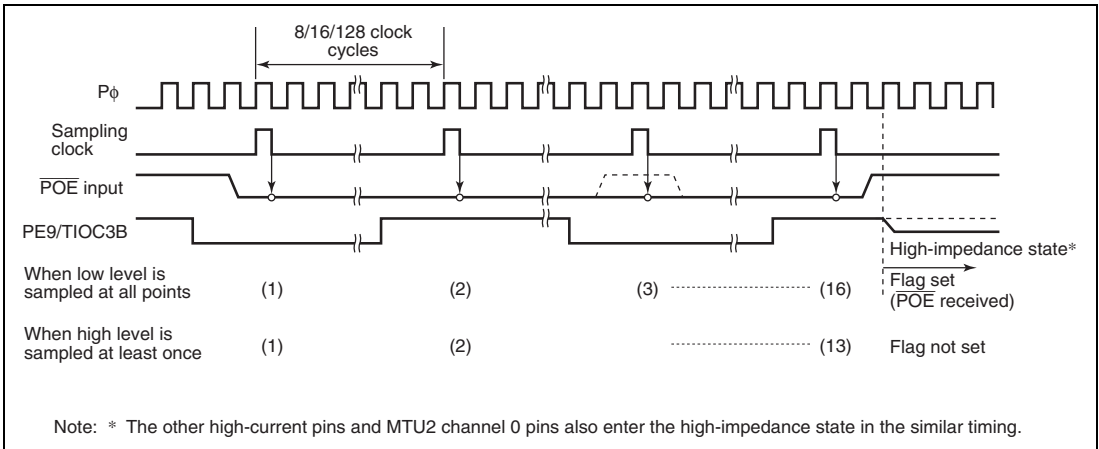 8/16/128 clock
cycles
Pϕ
Sampling
clock
POE input
PE9/TIOC3B
High-impedance state*
When low level is
sampled at all points
(1) (2) (3) (16)
Flag set
(POE received)
When high level is
sampled at least once
(1) (2) (13) Flag not set
Note: * The other high-current pins and MTU2 channel 0 pins also enter the high-impedance state in the similar timing.